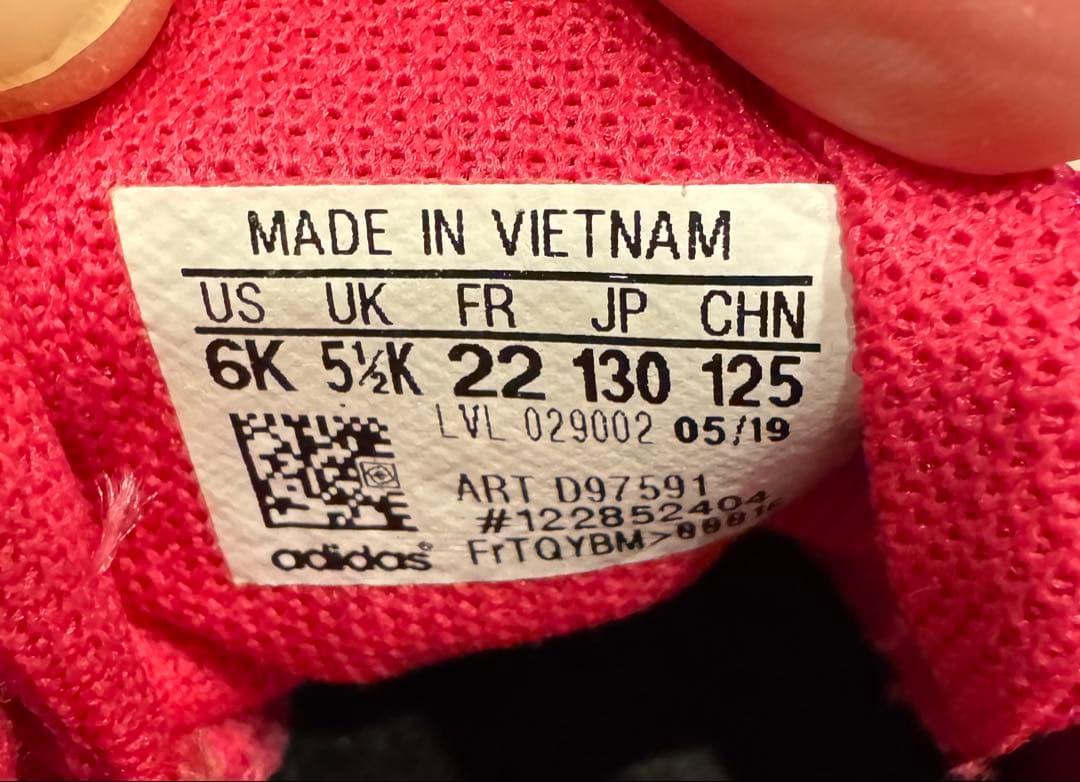 MADE IN VIETNAM
US UK FR JP CHN
6K 5½K 22 130 125
LVL 029002 05/19
ART D97591
#122852404
adidas® FrTQYBM>